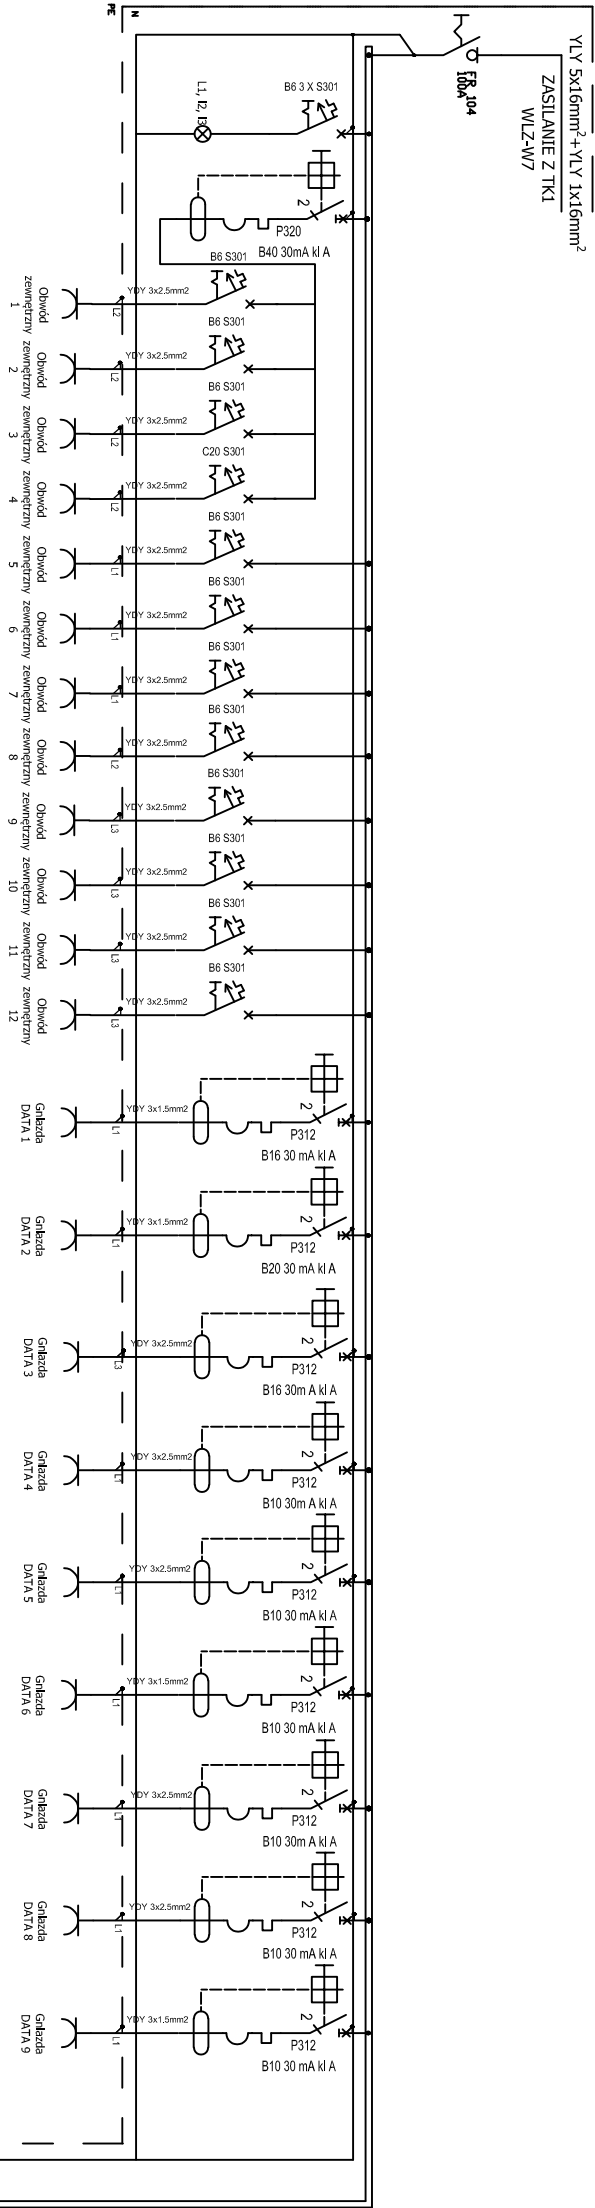 YLY 5x16mm²+YLY 1x16mm²
ZASILANIE Z TK1
WLZ-W7
PE
N
FR 104
100A
B6 3 X S301
L1, l2, l3
2
P320
B40 30mA kl A
B6 S301
YDY 3x2.5mm2
L2
Obwód
zewnętrzny
1
B6 S301
YDY 3x2.5mm2
L2
Obwód
zewnętrzny
2
B6 S301
YDY 3x2.5mm2
L2
Obwód
zewnętrzny
3
C20 S301
YDY 3x2.5mm2
L2
Obwód
zewnętrzny
4
B6 S301
YDY 3x2.5mm2
L1
Obwód
zewnętrzny
5
B6 S301
YDY 3x2.5mm2
L1
Obwód
zewnętrzny
6
B6 S301
YDY 3x2.5mm2
L1
Obwód
zewnętrzny
7
B6 S301
YDY 3x2.5mm2
L2
Obwód
zewnętrzny
8
B6 S301
YDY 3x2.5mm2
L3
Obwód
zewnętrzny
9
B6 S301
YDY 3x2.5mm2
L3
Obwód
zewnętrzny
10
B6 S301
YDY 3x2.5mm2
L3
Obwód
zewnętrzny
11
B6 S301
YDY 3x2.5mm2
L3
Obwód
zewnętrzny
12
2
P312
B16 30 mA kl A
YDY 3x1.5mm2
L1
Gniazda
DATA 1
2
P312
B20 30 mA kl A
YDY 3x1.5mm2
L1
Gniazda
DATA 2
2
P312
B16 30m A kl A
YDY 3x2.5mm2
L3
Gniazda
DATA 3
2
P312
B10 30m A kl A
YDY 3x2.5mm2
L1
Gniazda
DATA 4
2
P312
B10 30 mA kl A
YDY 3x2.5mm2
L1
Gniazda
DATA 5
2
P312
B10 30 mA kl A
YDY 3x1.5mm2
L1
Gniazda
DATA 6
2
P312
B10 30m A kl A
YDY 3x2.5mm2
L1
Gniazda
DATA 7
2
P312
B10 30 mA kl A
YDY 3x2.5mm2
L1
Gniazda
DATA 8
2
P312
B10 30 mA kl A
YDY 3x1.5mm2
L1
Gniazda
DATA 9